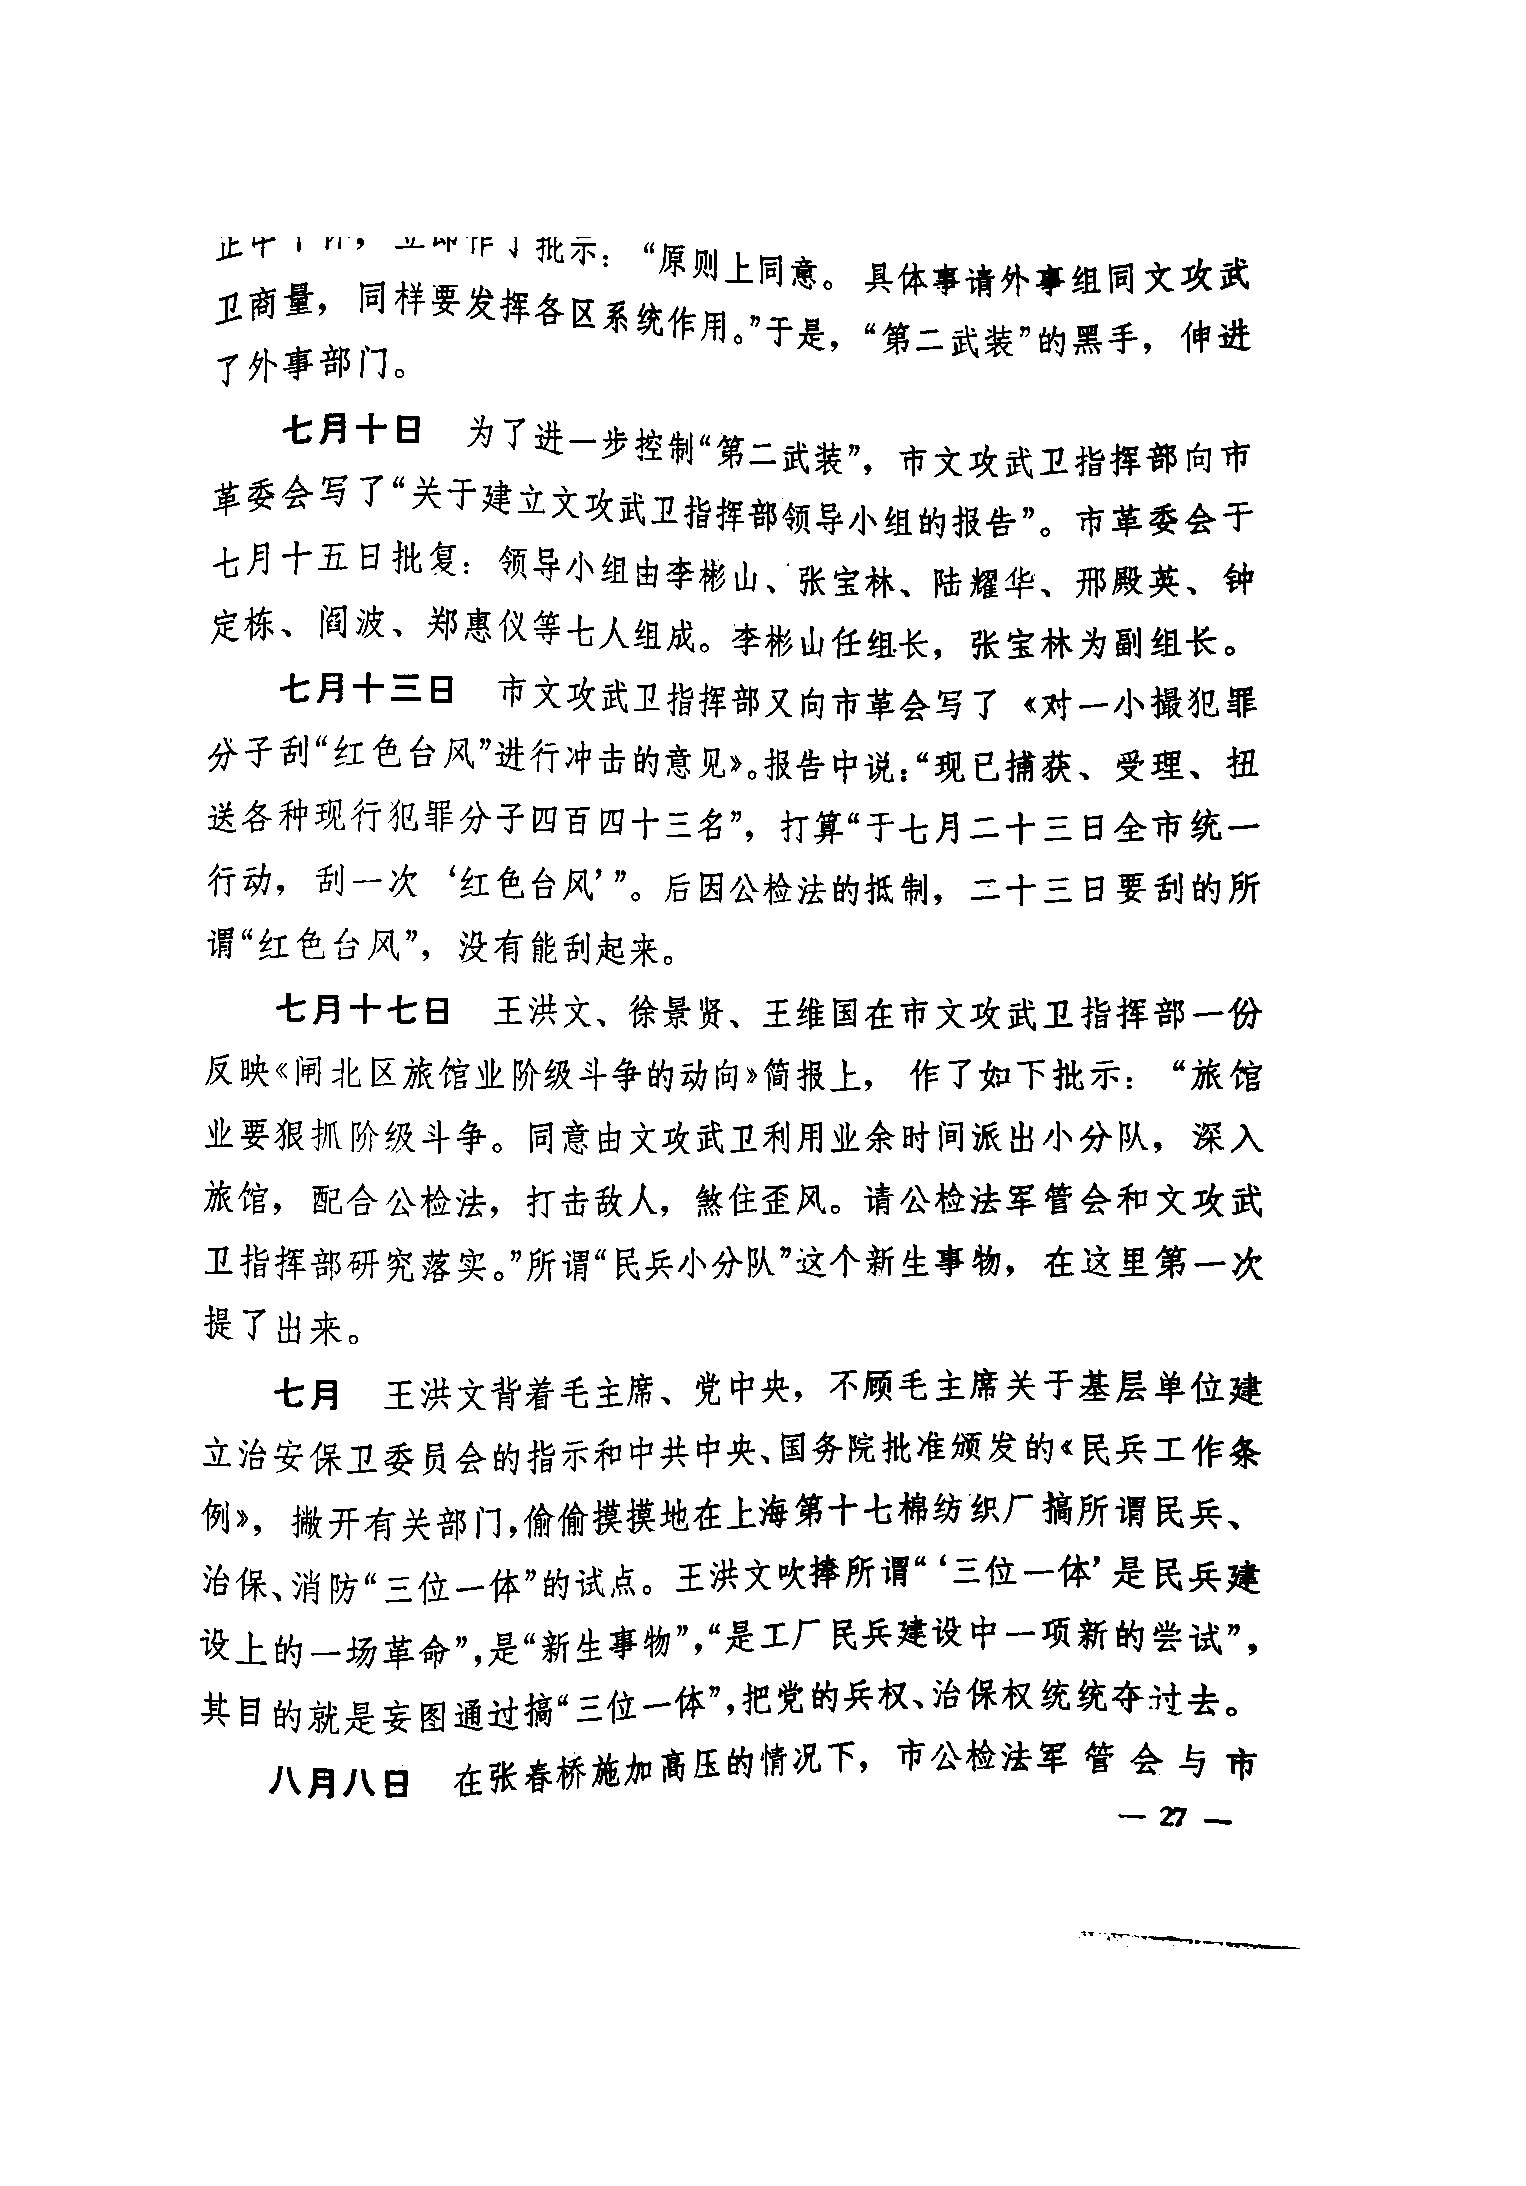 正中下怀，立即作了批示：“原则上同意。具体事请外事组同文攻武
卫商量，同样要发挥各区系统作用。”于是，“第二武装”的黑手，伸进
了外事部门。
七月十日　为了进一步控制“第二武装”，市文攻武卫指挥部向市
革委会写了“关于建立文攻武卫指挥部领导小组的报告”。市革委会于
七月十五日批复：领导小组由李彬山、张宝林、陆耀华、邢殿英、钟
定栋、阎波、郑惠仪等七人组成。李彬山任组长，张宝林为副组长。
七月十三日　市文攻武卫指挥部又向市革会写了《对一小撮犯罪
分子刮“红色台风”进行冲击的意见》。报告中说：“现已捕获、受理、扭
送各种现行犯罪分子四百四十三名”，打算“于七月二十三日全市统一
行动，刮一次‘红色台风’”。后因公检法的抵制，二十三日要刮的所
谓“红色台风”，没有能刮起来。
七月十七日　王洪文、徐景贤、王维国在市文攻武卫指挥部一份
反映《闸北区旅馆业阶级斗争的动向》简报上，作了如下批示：“旅馆
业要狠抓阶级斗争。同意由文攻武卫利用业余时间派出小分队，深入
旅馆，配合公检法，打击敌人，煞住歪风。请公检法军管会和文攻武
卫指挥部研究落实。”所谓“民兵小分队”这个新生事物，在这里第一次
提了出来。
七月　王洪文背着毛主席、党中央，不顾毛主席关于基层单位建
立治安保卫委员会的指示和中共中央、国务院批准颁发的《民兵工作条
例》，撇开有关部门，偷偷摸摸地在上海第十七棉纺织厂搞所谓民兵、
治保、消防“三位一体”的试点。王洪文吹捧所谓“‘三位一体’是民兵建
设上的一场革命”，是“新生事物”，“是工厂民兵建设中一项新的尝试”，
其目的就是妄图通过搞“三位一体”，把党的兵权、治保权统统夺过去。
八月八日　在张春桥施加高压的情况下，市公检法军管会与市
— 27 —